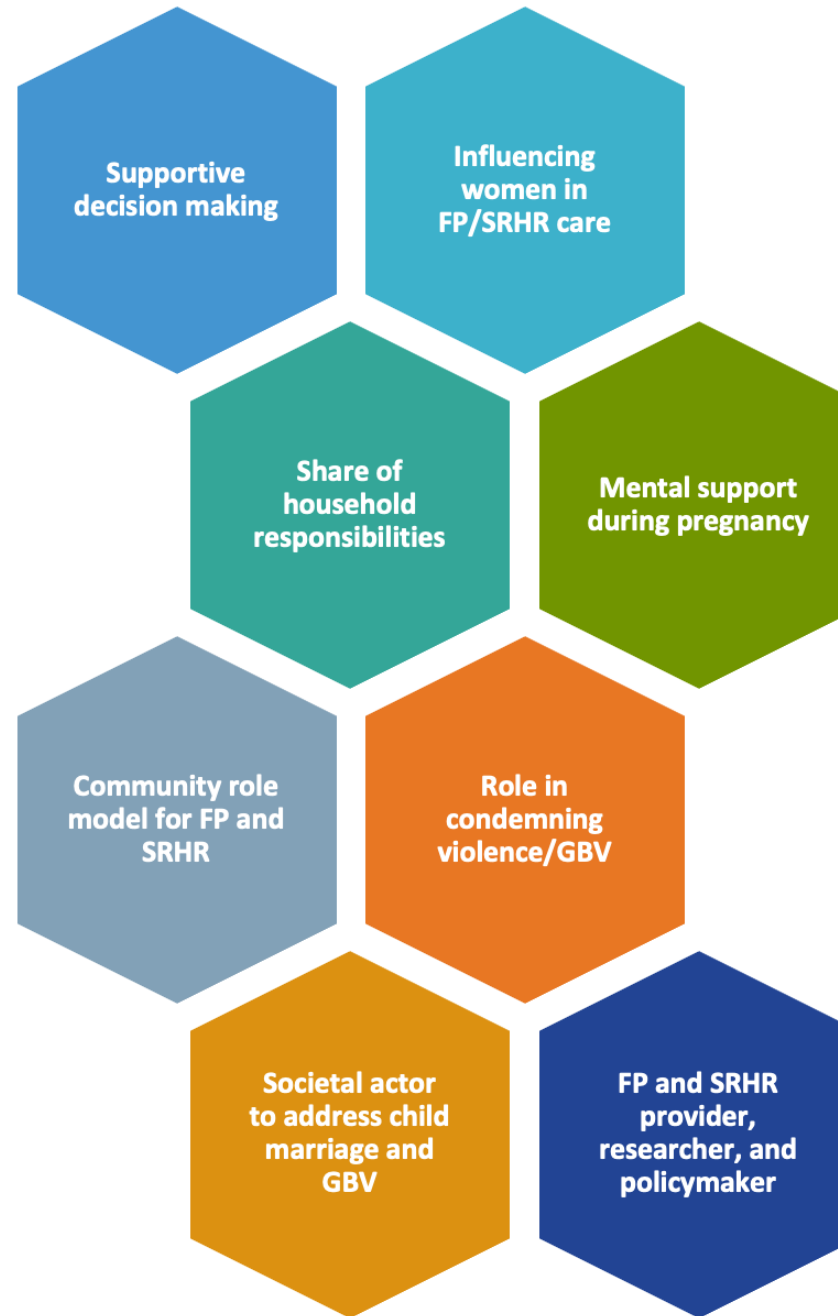 Supportive
decision making
Influencing
women in
FP/SRHR care
Share of
household
responsibilities
Mental support
during pregnancy
Community role
model for FP and
SRHR
Role in
condemning
violence/GBV
Societal actor
to address child
marriage and
GBV
FP and SRHR
provider,
researcher, and
policymaker